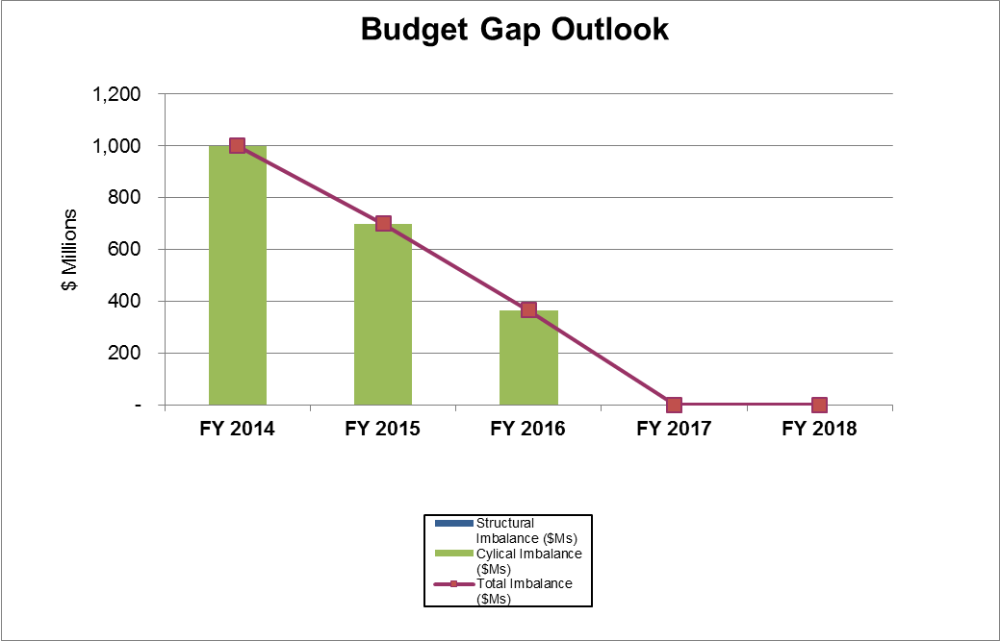 Budget Gap Outlook
1,200
1,000
800
600
400
200
-
$ Millions
FY 2014 FY 2015 FY 2016 FY 2017 FY 2018
Structural
Imbalance ($Ms)
Cylical Imbalance
($Ms)
Total Imbalance
($Ms)